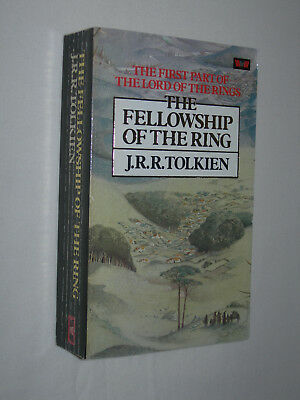 THE FIRST PART OF
THE LORD OF THE RINGS
THE
FELLOWSHIP
OF THE RING
J.R.R.TOLKIEN
THE FELLOWSHIP OF THE RING
J.R.R.TOLKIEN